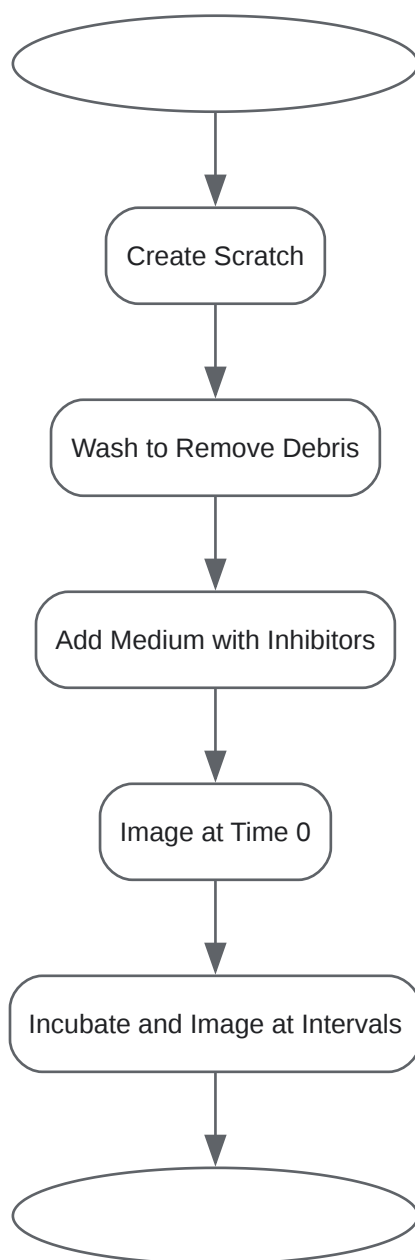 Create Scratch
Wash to Remove Debris
Add Medium with Inhibitors
Image at Time 0
Incubate and Image at Intervals